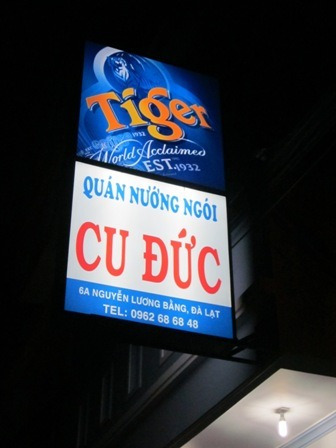 Tiger
1932
World Acclaimed
EST.1932
QUÁN NƯỚNG NGÓI
CU ĐỨC
6A NGUYỄN LƯƠNG BẰNG, ĐÀ LẠT
TEL: 0962 68 68 48